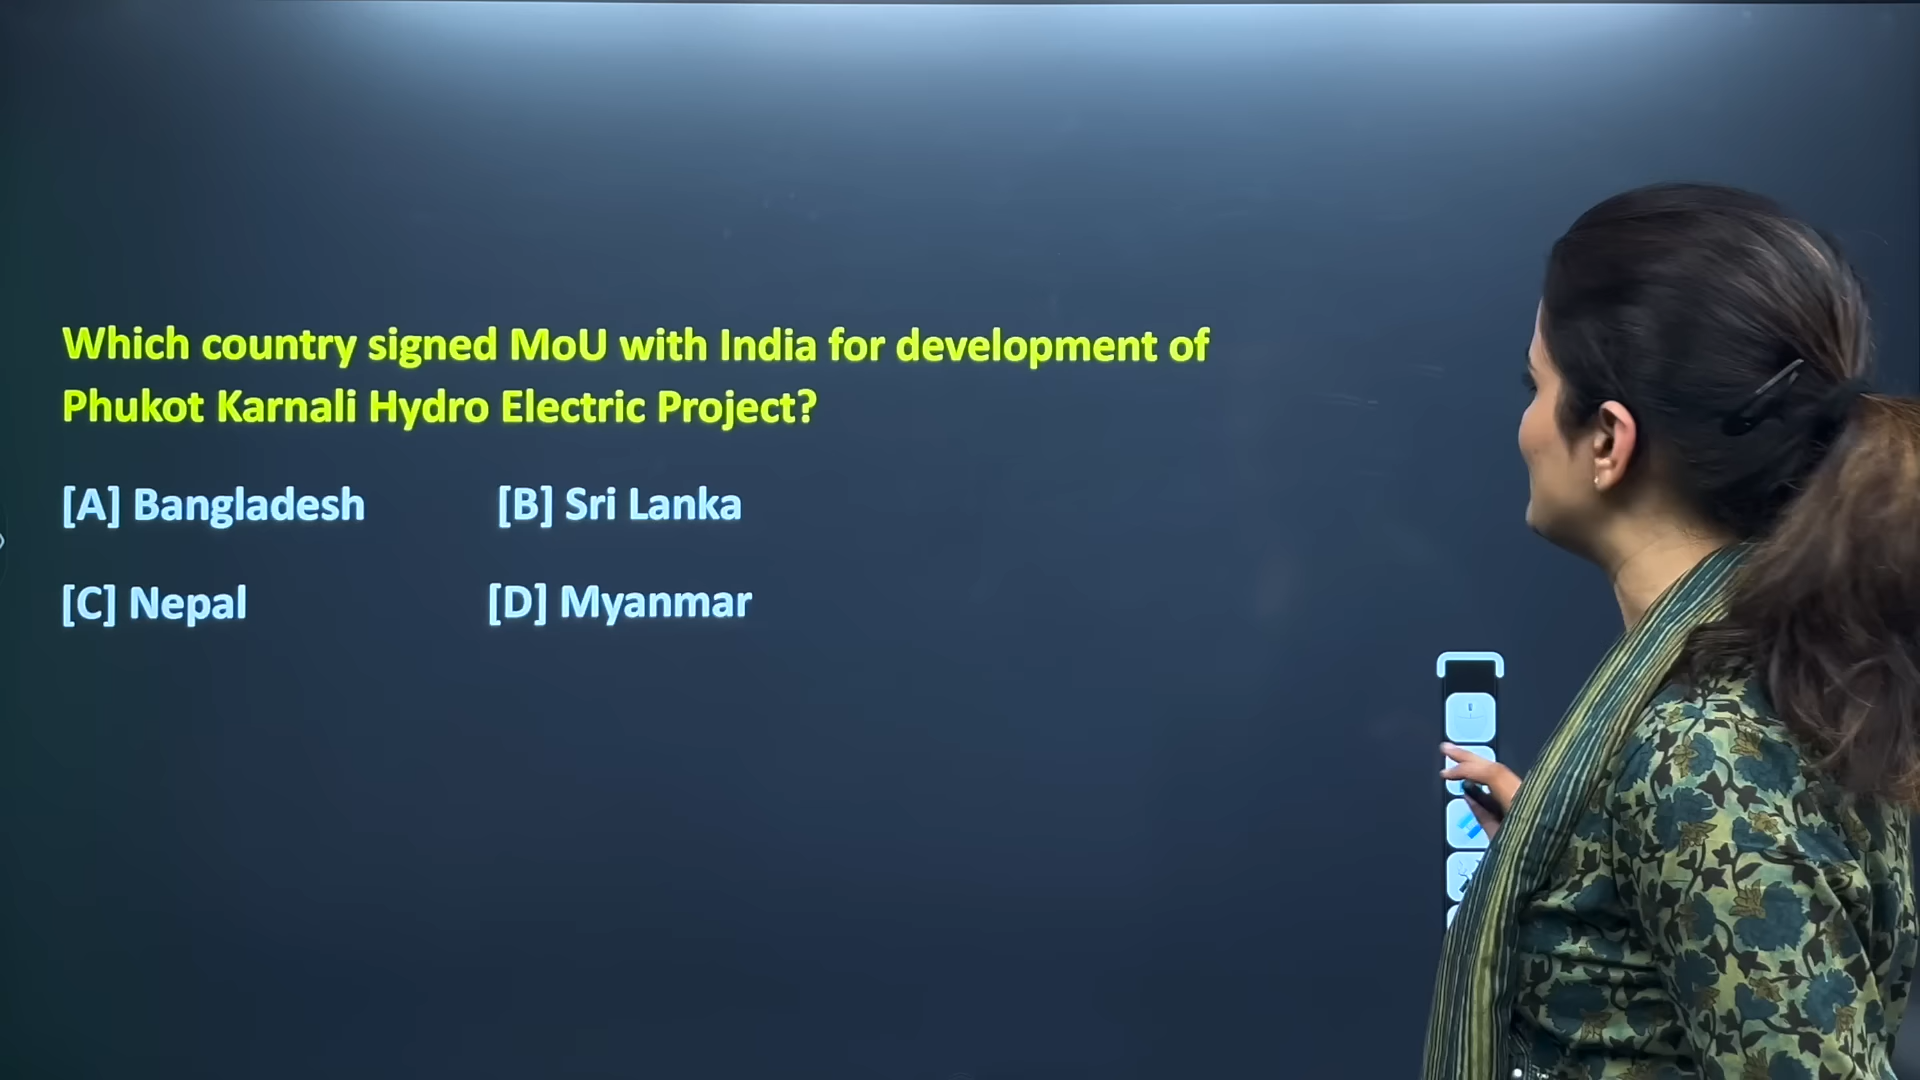 Which country signed MoU with India for development of
Phukot Karnali Hydro Electric Project?
[A] Bangladesh [B] Sri Lanka
[C] Nepal [D] Myanmar